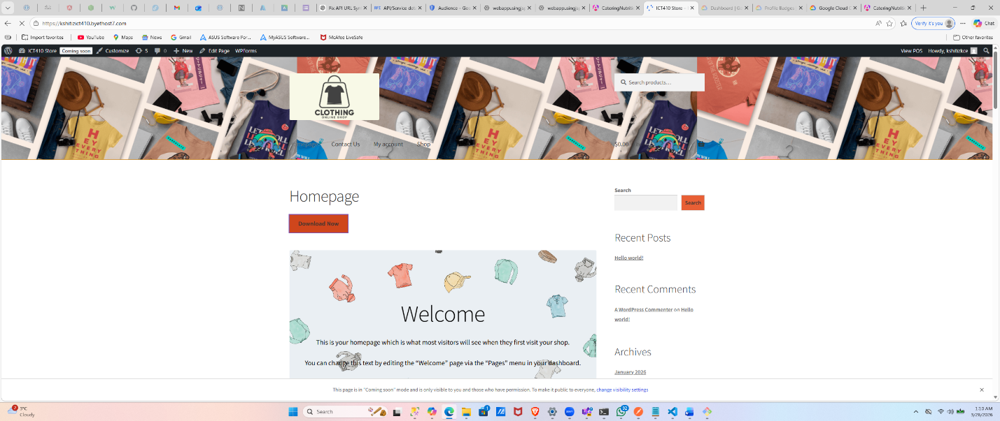 Fix API URL Syn
API/Service det
Audience – Goo
webappusingjsp
webappusingjsp
CateringNutriti
ICT410 Store –
Dashboard | Go
Profile Badges
Google Cloud C
CateringNutriti
https://kshitizict410.byethost7.com
Verify it's you
Chat
Import favorites
YouTube
Maps
News
Gmail
ASUS Software Por...
MyASUS Software...
McAfee LiveSafe
Other favorites
ICT410 Store
Coming soon
Customize
5
0
New
Edit Page
WPForms
View POS
Howdy, kshitizkce
CLOTHING
ONLINE SHOP
Search products…
Contact Us
My account
Shop
$0.00
HEY
EVERY
THING
Homepage
Download Now
Search
Search
Recent Posts
Hello world!
Recent Comments
A WordPress Commenter on Hello
world!
Archives
January 2026
Welcome
This is your homepage which is what most visitors will see when they first visit your shop.
You can change this text by editing the “Welcome” page via the “Pages” menu in your dashboard.
This page is in "Coming soon" mode and is only visible to you and those who have permission. To make it public to everyone, change visibility settings
2
3°C
Cloudy
Search
1
92
1:10 AM
5/26/2026